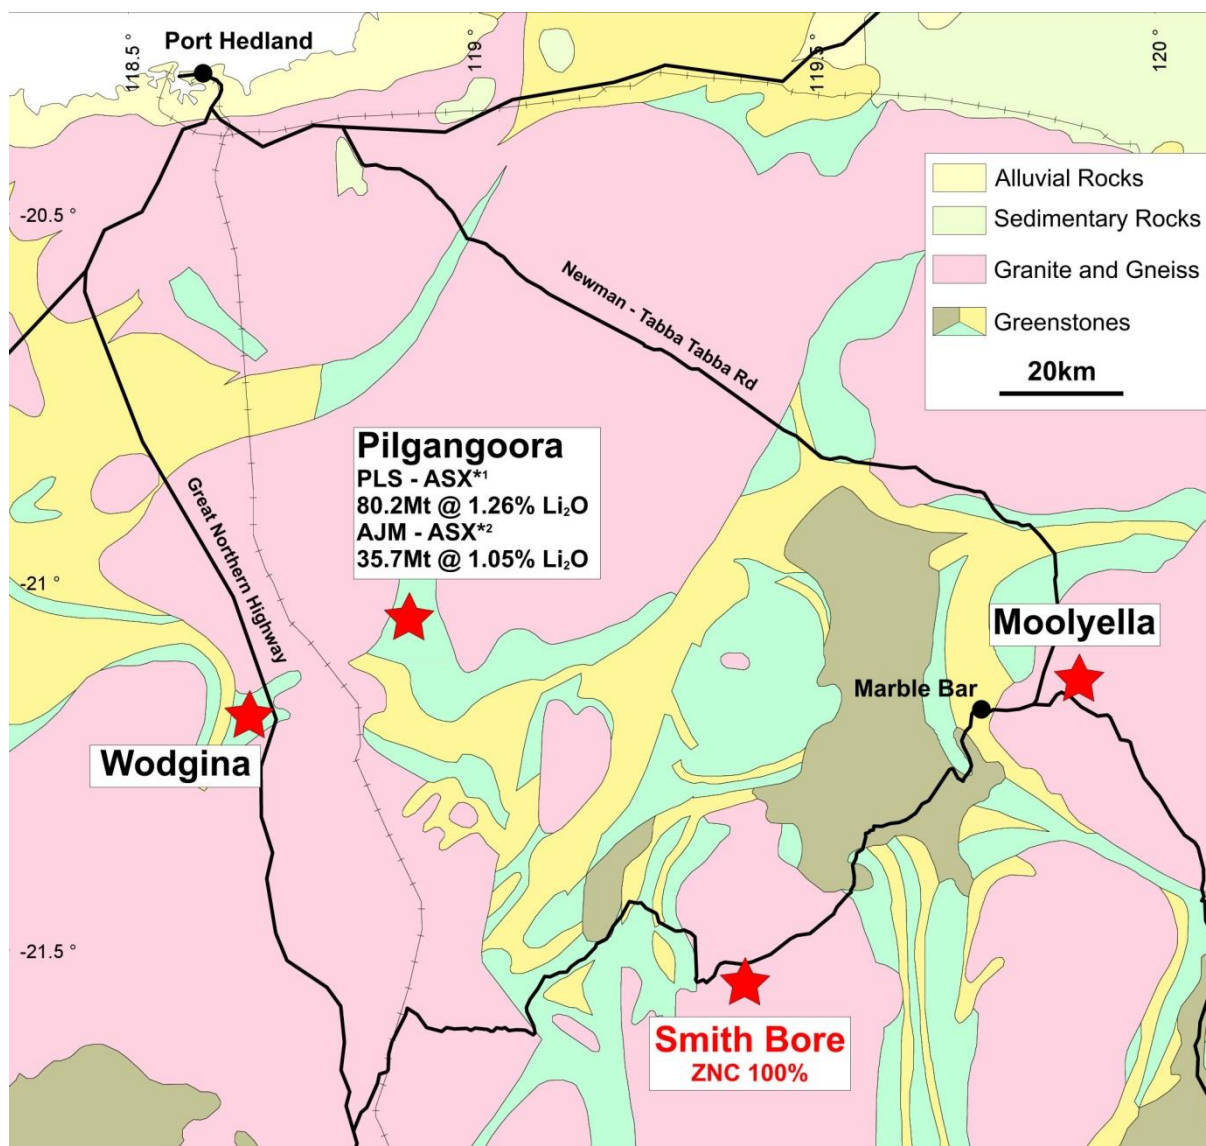 Port Hedland
118.5 °
119 °
119.5 °
120 °
Alluvial Rocks
Sedimentary Rocks
Granite and Gneiss
Greenstones
20km
-20.5 °
Newman - Tabba Tabba Rd
Pilgangoora
PLS - ASX*¹
80.2Mt @ 1.26% Li₂O
AJM - ASX*²
35.7Mt @ 1.05% Li₂O
Great Northern Highway
-21 °
Moolyella
Marble Bar
Wodgina
-21.5 °
Smith Bore
ZNC 100%